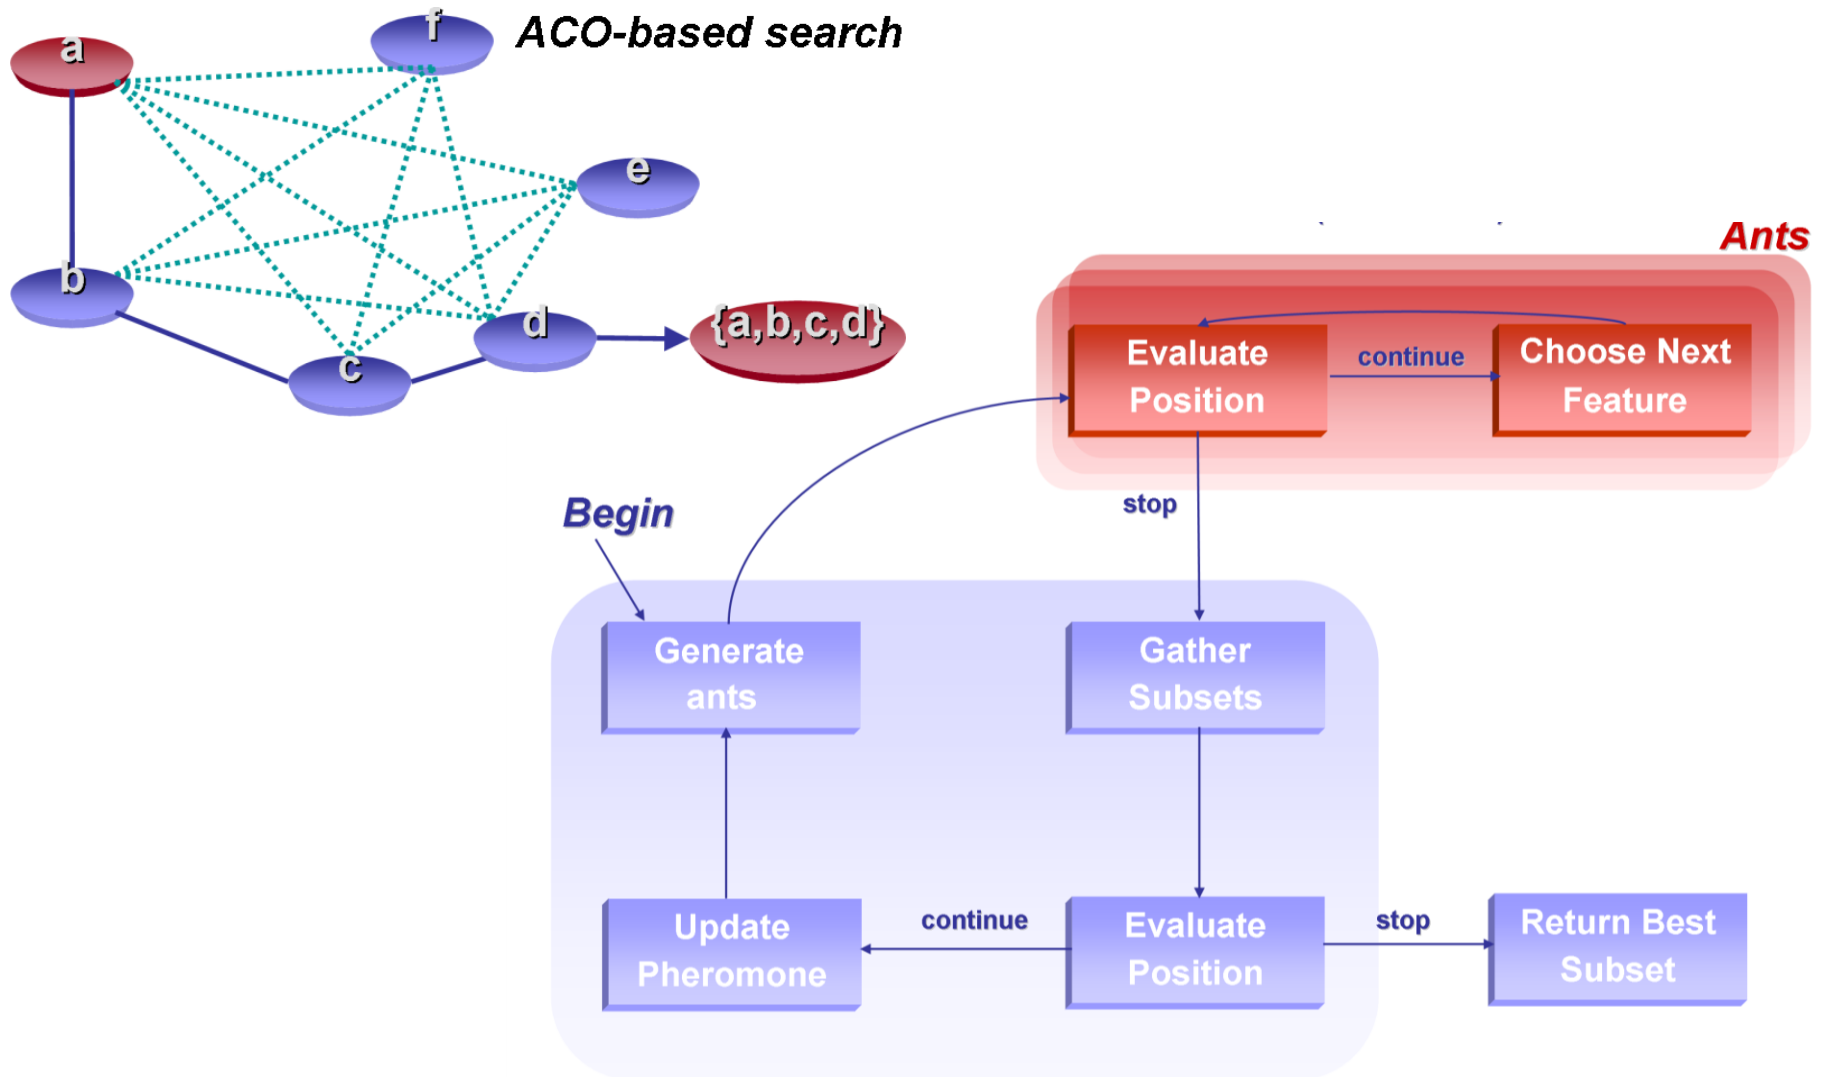 ACO-based search
a
f
e
b
c
d
{a,b,c,d}
Ants
Evaluate
Position
continue
Choose Next
Feature
stop
Begin
Generate
ants
Gather
Subsets
Update
Pheromone
continue
Evaluate
Position
stop
Return Best
Subset